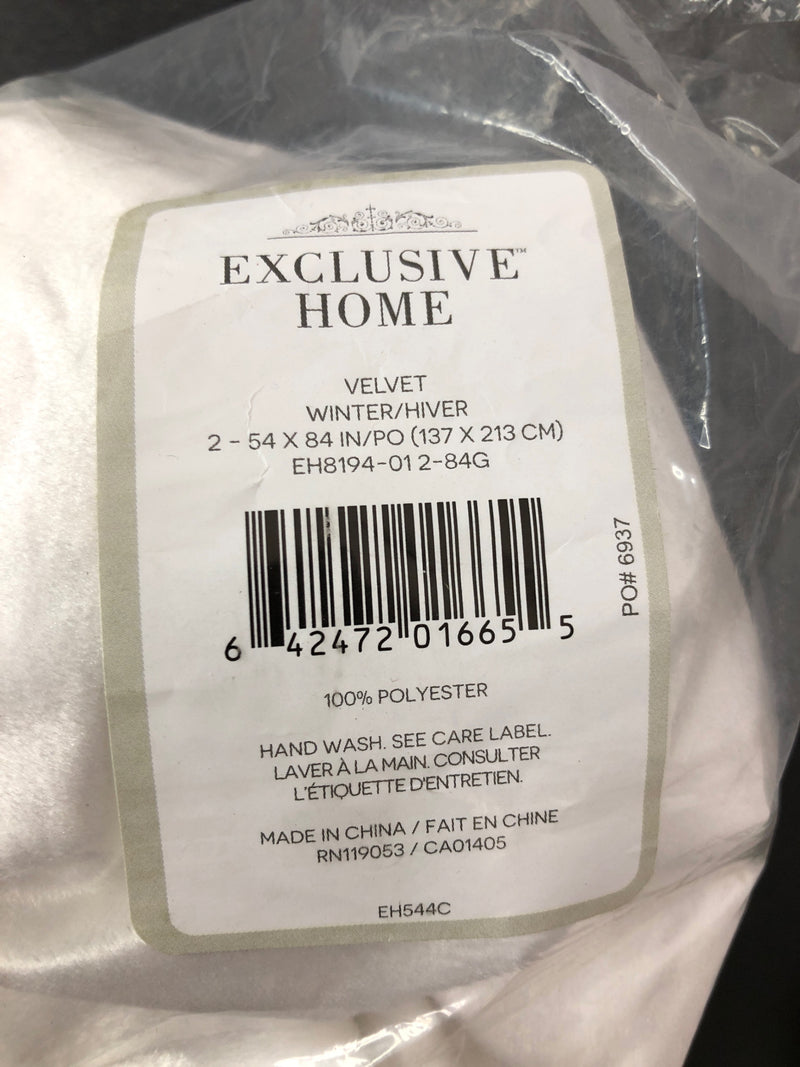 EXCLUSIVE™
HOME
VELVET
WINTER/HIVER
2 - 54 X 84 IN/PO (137 X 213 CM)
EH8194-01 2-84G
6 42472 01665 5
PO# 6937
100% POLYESTER
HAND WASH. SEE CARE LABEL.
LAVER À LA MAIN. CONSULTER
L'ÉTIQUETTE D'ENTRETIEN.
MADE IN CHINA / FAIT EN CHINE
RN119053 / CA01405
EH544C